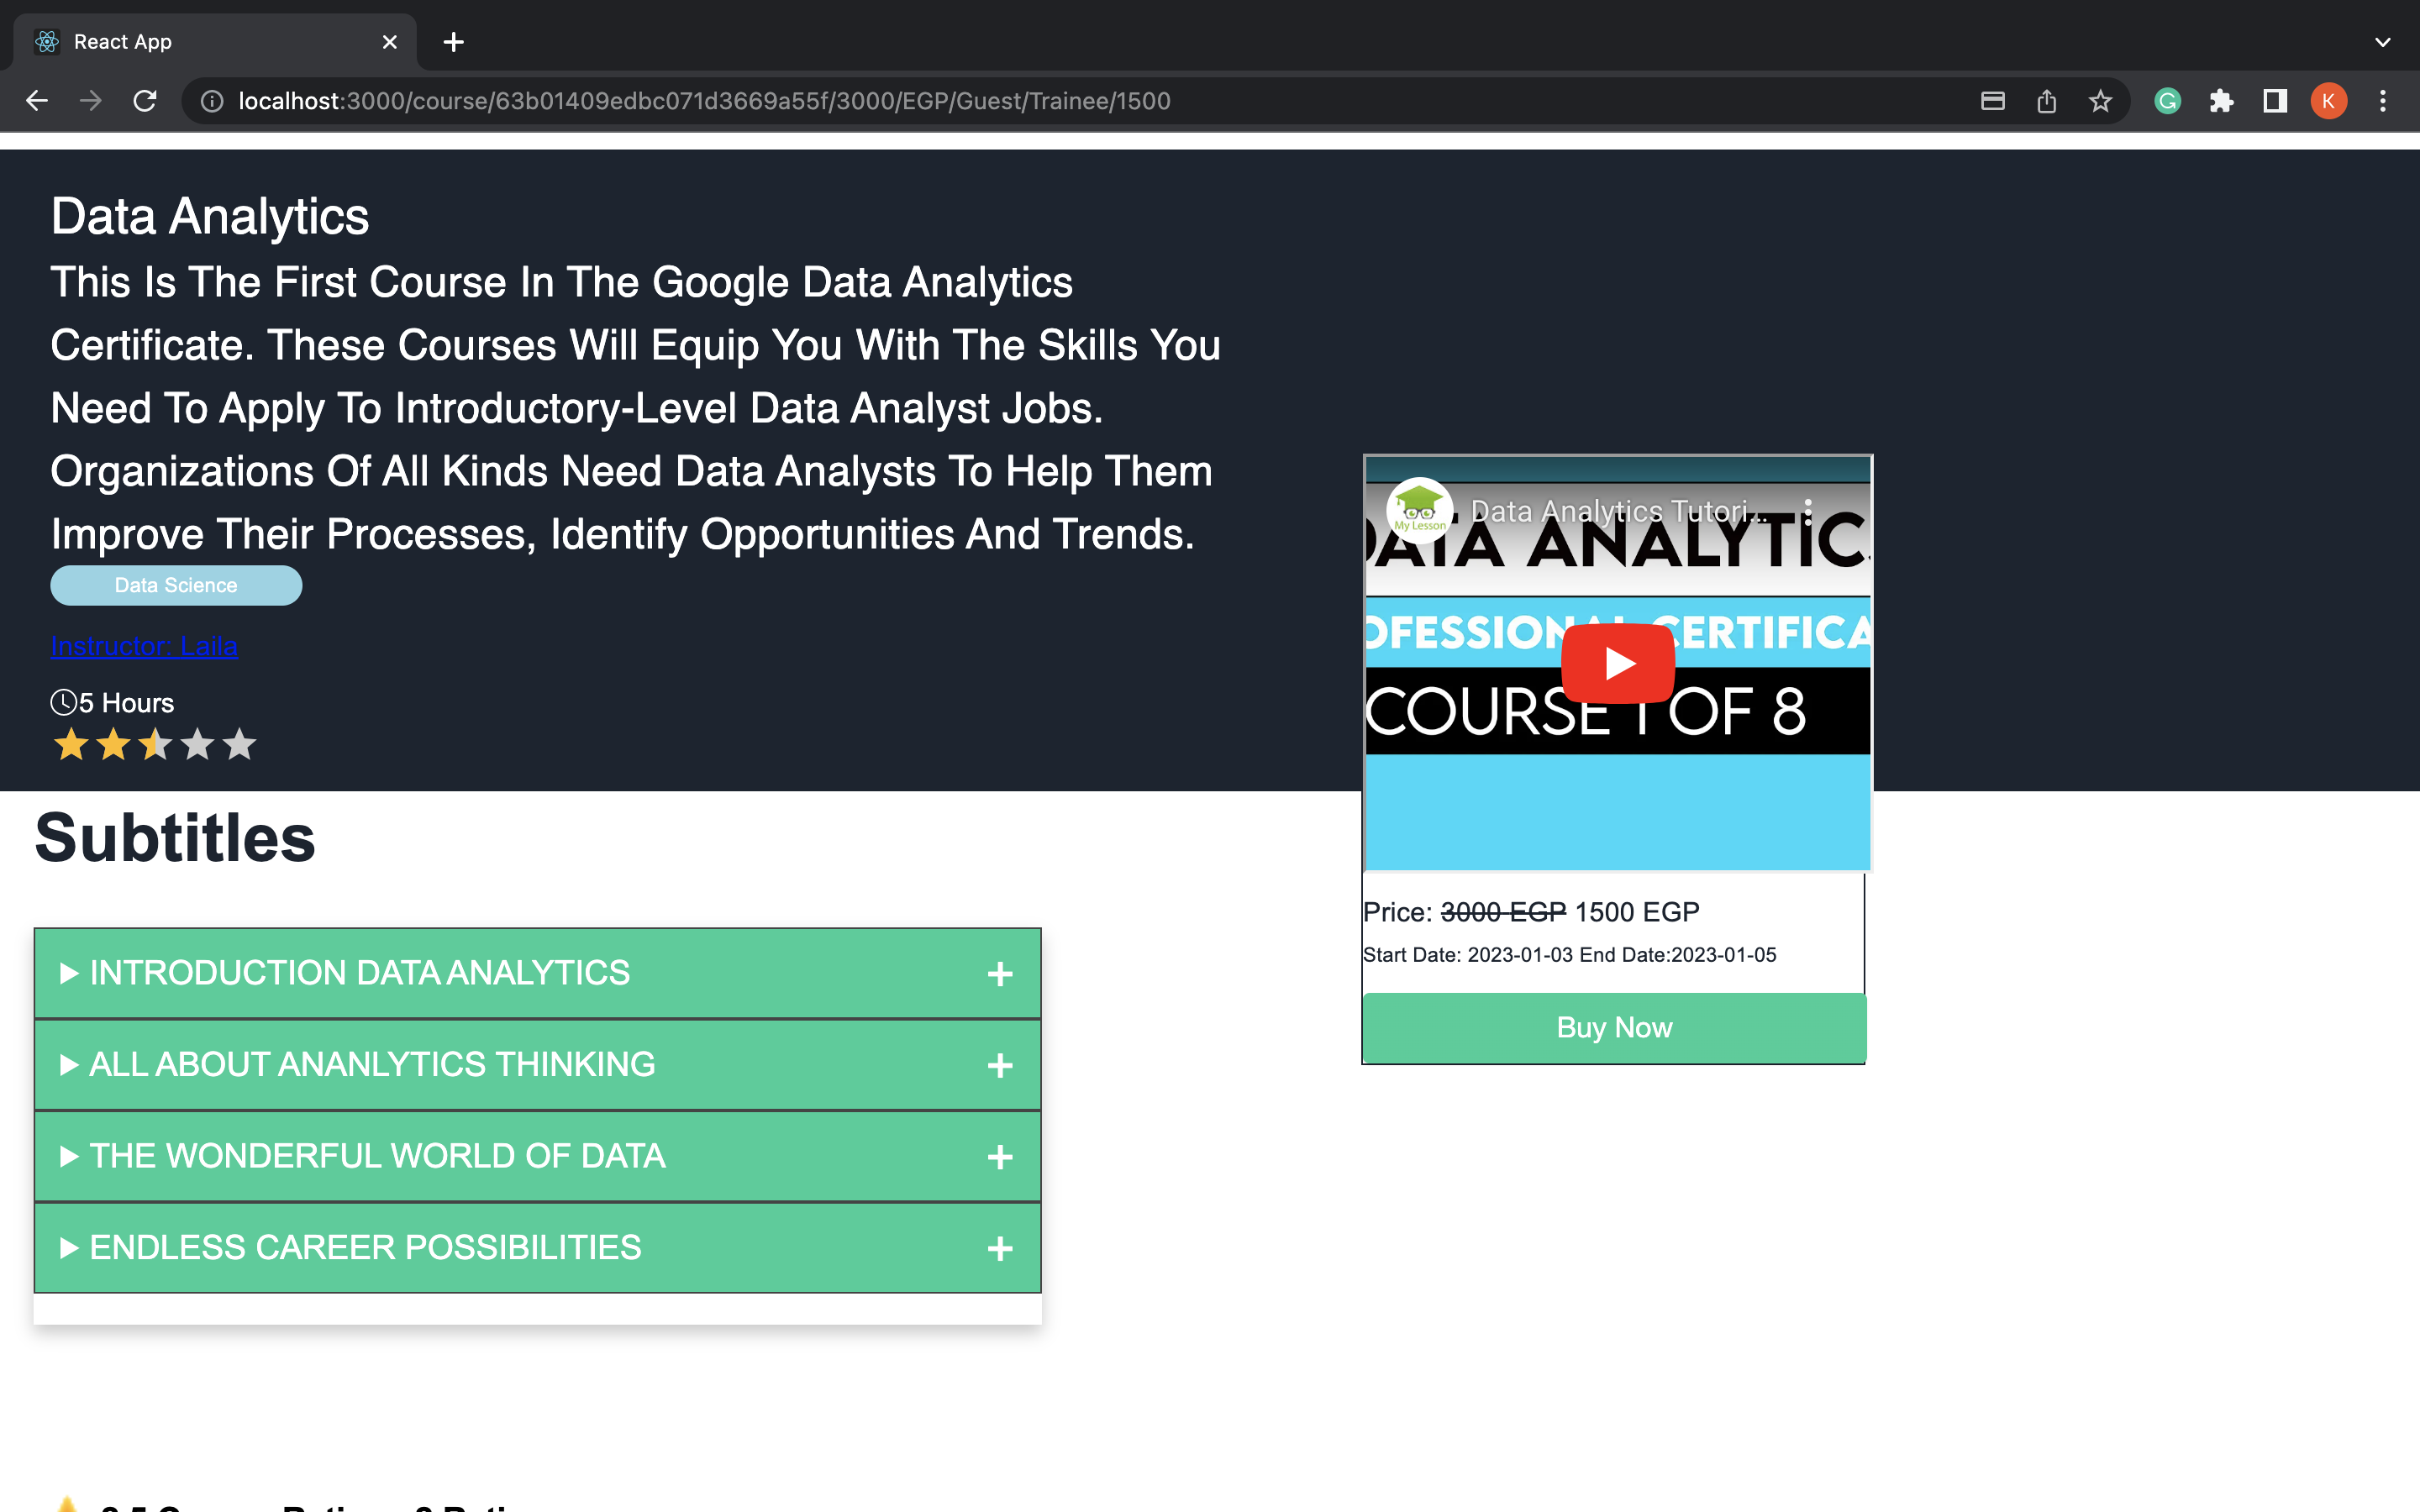 React App
localhost:3000/course/63b01409edbc071d3669a55f/3000/EGP/Guest/Trainee/1500
K
Data Analytics
This Is The First Course In The Google Data Analytics
Certificate. These Courses Will Equip You With The Skills You
Need To Apply To Introductory-Level Data Analyst Jobs.
Organizations Of All Kinds Need Data Analysts To Help Them
Improve Their Processes, Identify Opportunities And Trends.
Data Science
Instructor: Laila
5 Hours
My Lesson
Data Analytics Tutori...
DATA ANALYTIC
COURSE 1 OF 8
Price: 3000 EGP 1500 EGP
Start Date: 2023-01-03 End Date:2023-01-05
Buy Now
Subtitles
INTRODUCTION DATA ANALYTICS
ALL ABOUT ANANLYTICS THINKING
THE WONDERFUL WORLD OF DATA
ENDLESS CAREER POSSIBILITIES